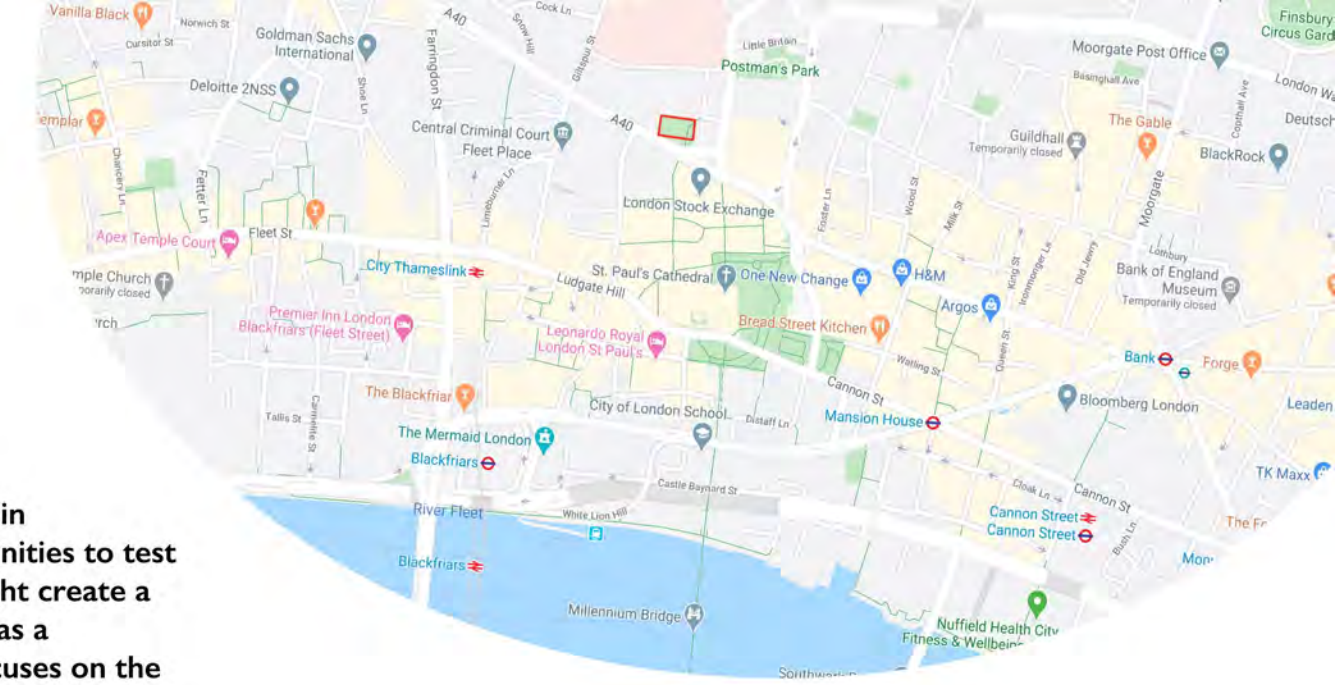 Vanilla Black
Norwich St
Cursitor St
Goldman Sachs
International
Deloitte 2NSS
Shoe Ln
Farringdon St
A40
Snow Hill
Cock Ln
Giltspur St
Little Britain
Postman's Park
Moorgate Post Office
Finsbury
Circus Gard
Basinghall Ave
London Wa
Copthall Ave
Deutsch
emplar
Chancery Ln
Fetter Ln
Central Criminal Court
Fleet Place
A40
Guildhall
Temporarily closed
The Gable
BlackRock
Moorgate
Limeburner Ln
London Stock Exchange
Foster Ln
Wood St
Milk St
Apex Temple Court
Fleet St
King St
Ironmonger Ln
Old Jewry
Lothbury
mple Church
porarily closed
City Thameslink
Ludgate Hill
St. Paul's Cathedral
One New Change
H&M
Argos
Bank of England
Museum
Temporarily closed
urch
Premier Inn London
Blackfriars (Fleet Street)
Leonardo Royal
London St Paul's
Bread Street Kitchen
Watling St
Queen St
Bank
Forge
The Blackfriar
Cannon St
Bloomberg London
Leaden
Tallis St
Carmelite St
City of London School
Distaff Ln
Mansion House
The Mermaid London
Blackfriars
TK Maxx
Castle Baynard St
Cloak Ln
Cannon St
River Fleet
White Lion Hill
Cannon Street
Cannon Street
Bush Ln
The Fe
Mon
Blackfriars
Millennium Bridge
Nuffield Health City
Fitness & Wellbein
in
nities to test
ht create a
as a
cuses on the